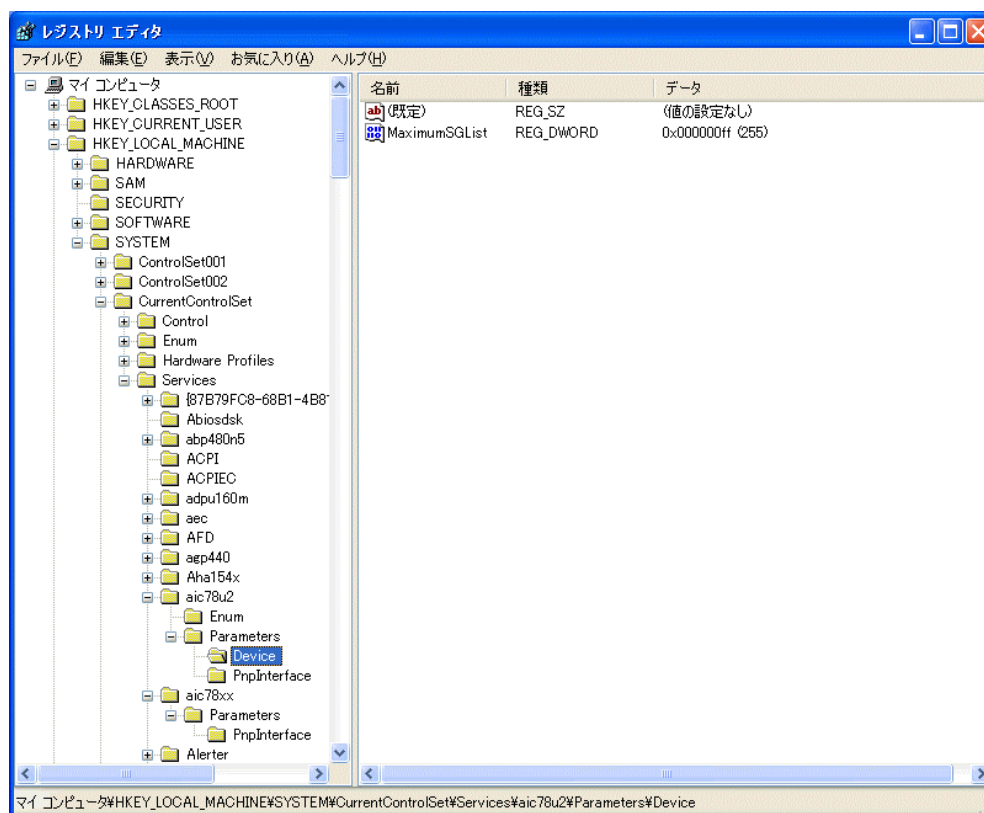 レジストリ エディタ
ファイル(F) 編集(E) 表示(V) お気に入り(A) ヘルプ(H)
マイ コンピュータ
HKEY_CLASSES_ROOT
HKEY_CURRENT_USER
HKEY_LOCAL_MACHINE
HARDWARE
SAM
SECURITY
SOFTWARE
SYSTEM
ControlSet001
ControlSet002
CurrentControlSet
Control
Enum
Hardware Profiles
Services
{87B79FC8-68B1-4B8
Abiosdsk
abp480n5
ACPI
ACPIEC
adpu160m
aec
AFD
agp440
Aha154x
aic78u2
Enum
Parameters
Device
PnpInterface
aic78xx
Parameters
PnpInterface
Alerter
名前 種類 データ
(既定) REG_SZ (値の設定なし)
MaximumSGList REG_DWORD 0x000000ff (255)
マイ コンピュータ¥HKEY_LOCAL_MACHINE¥SYSTEM¥CurrentControlSet¥Services¥aic78u2¥Parameters¥Device